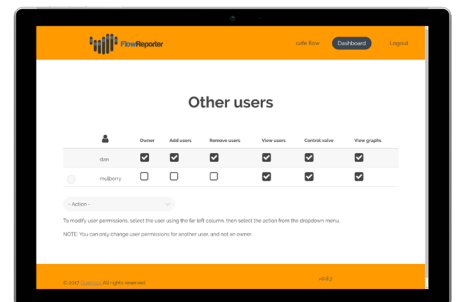 FlowReporter
cafe flow Dashboard Logout
Other users
Owner Add users Remove users View users Control valve View graphs
dan
mulberry
- Action -
To modify user permissions, select the user using the far left column, then select the action from the dropdown menu.
NOTE: You can only change user permissions for another user, and not an owner
© 2017 All rights reserved